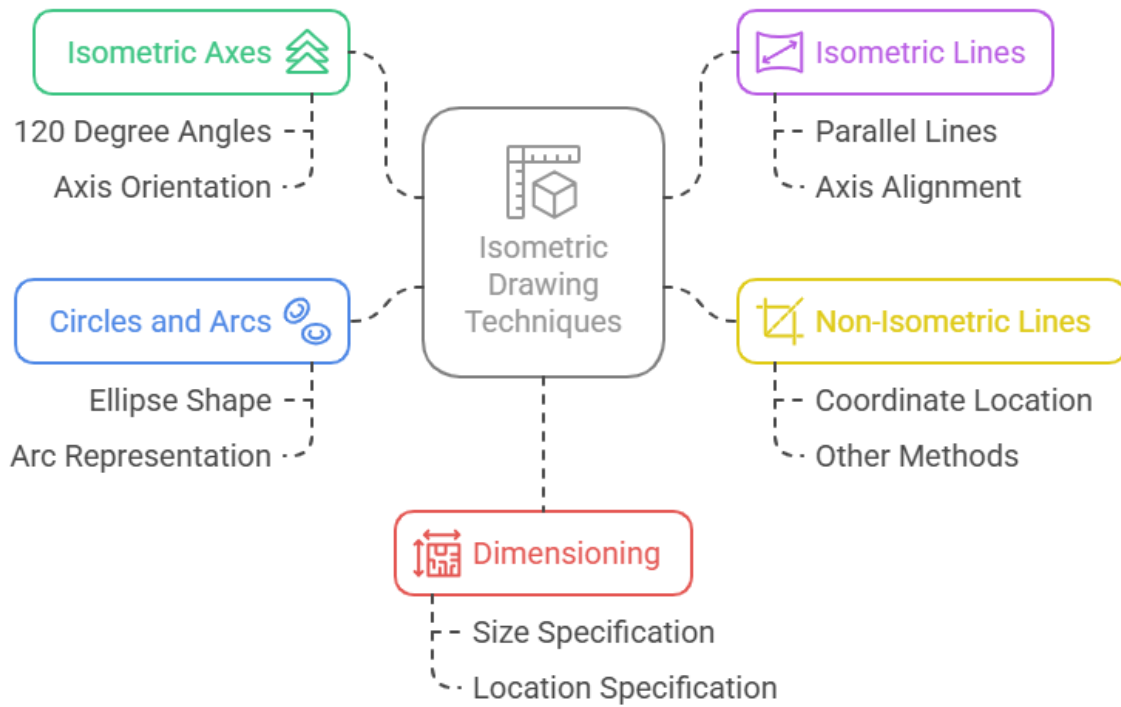 Isometric Axes
120 Degree Angles
Axis Orientation
Isometric Lines
Parallel Lines
Axis Alignment
Isometric
Drawing
Techniques
Circles and Arcs
Ellipse Shape
Arc Representation
Non-Isometric Lines
Coordinate Location
Other Methods
Dimensioning
Size Specification
Location Specification